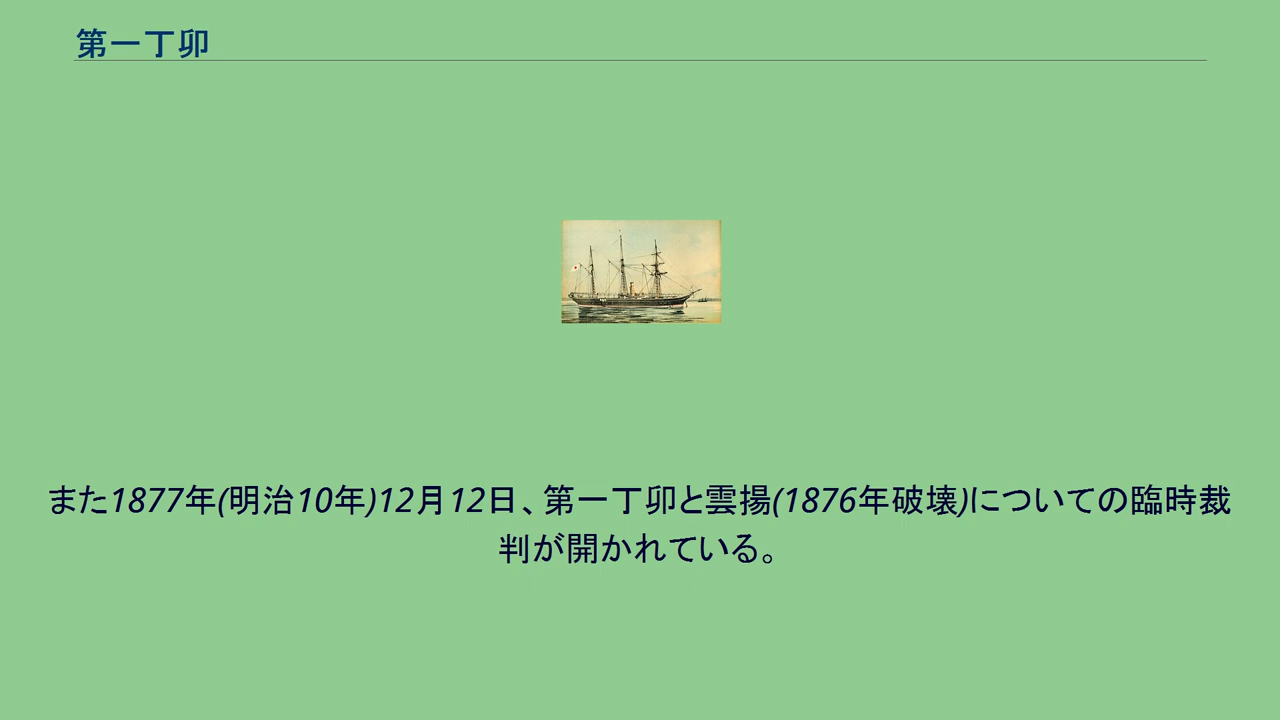 第一丁卯
また1877年(明治10年)12月12日、第一丁卯と雲揚(1876年破壊)についての臨時裁
判が開かれている。